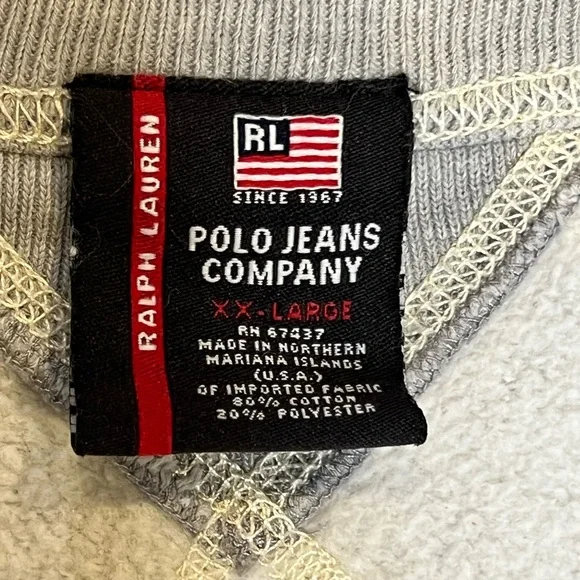 RALPH LAUREN
RL
SINCE 1967
POLO JEANS
COMPANY
XX-LARGE
RN 67437
MADE IN NORTHERN
MARIANA ISLANDS
(U.S.A.)
OF IMPORTED FABRIC
80% COTTON
20% POLYESTER